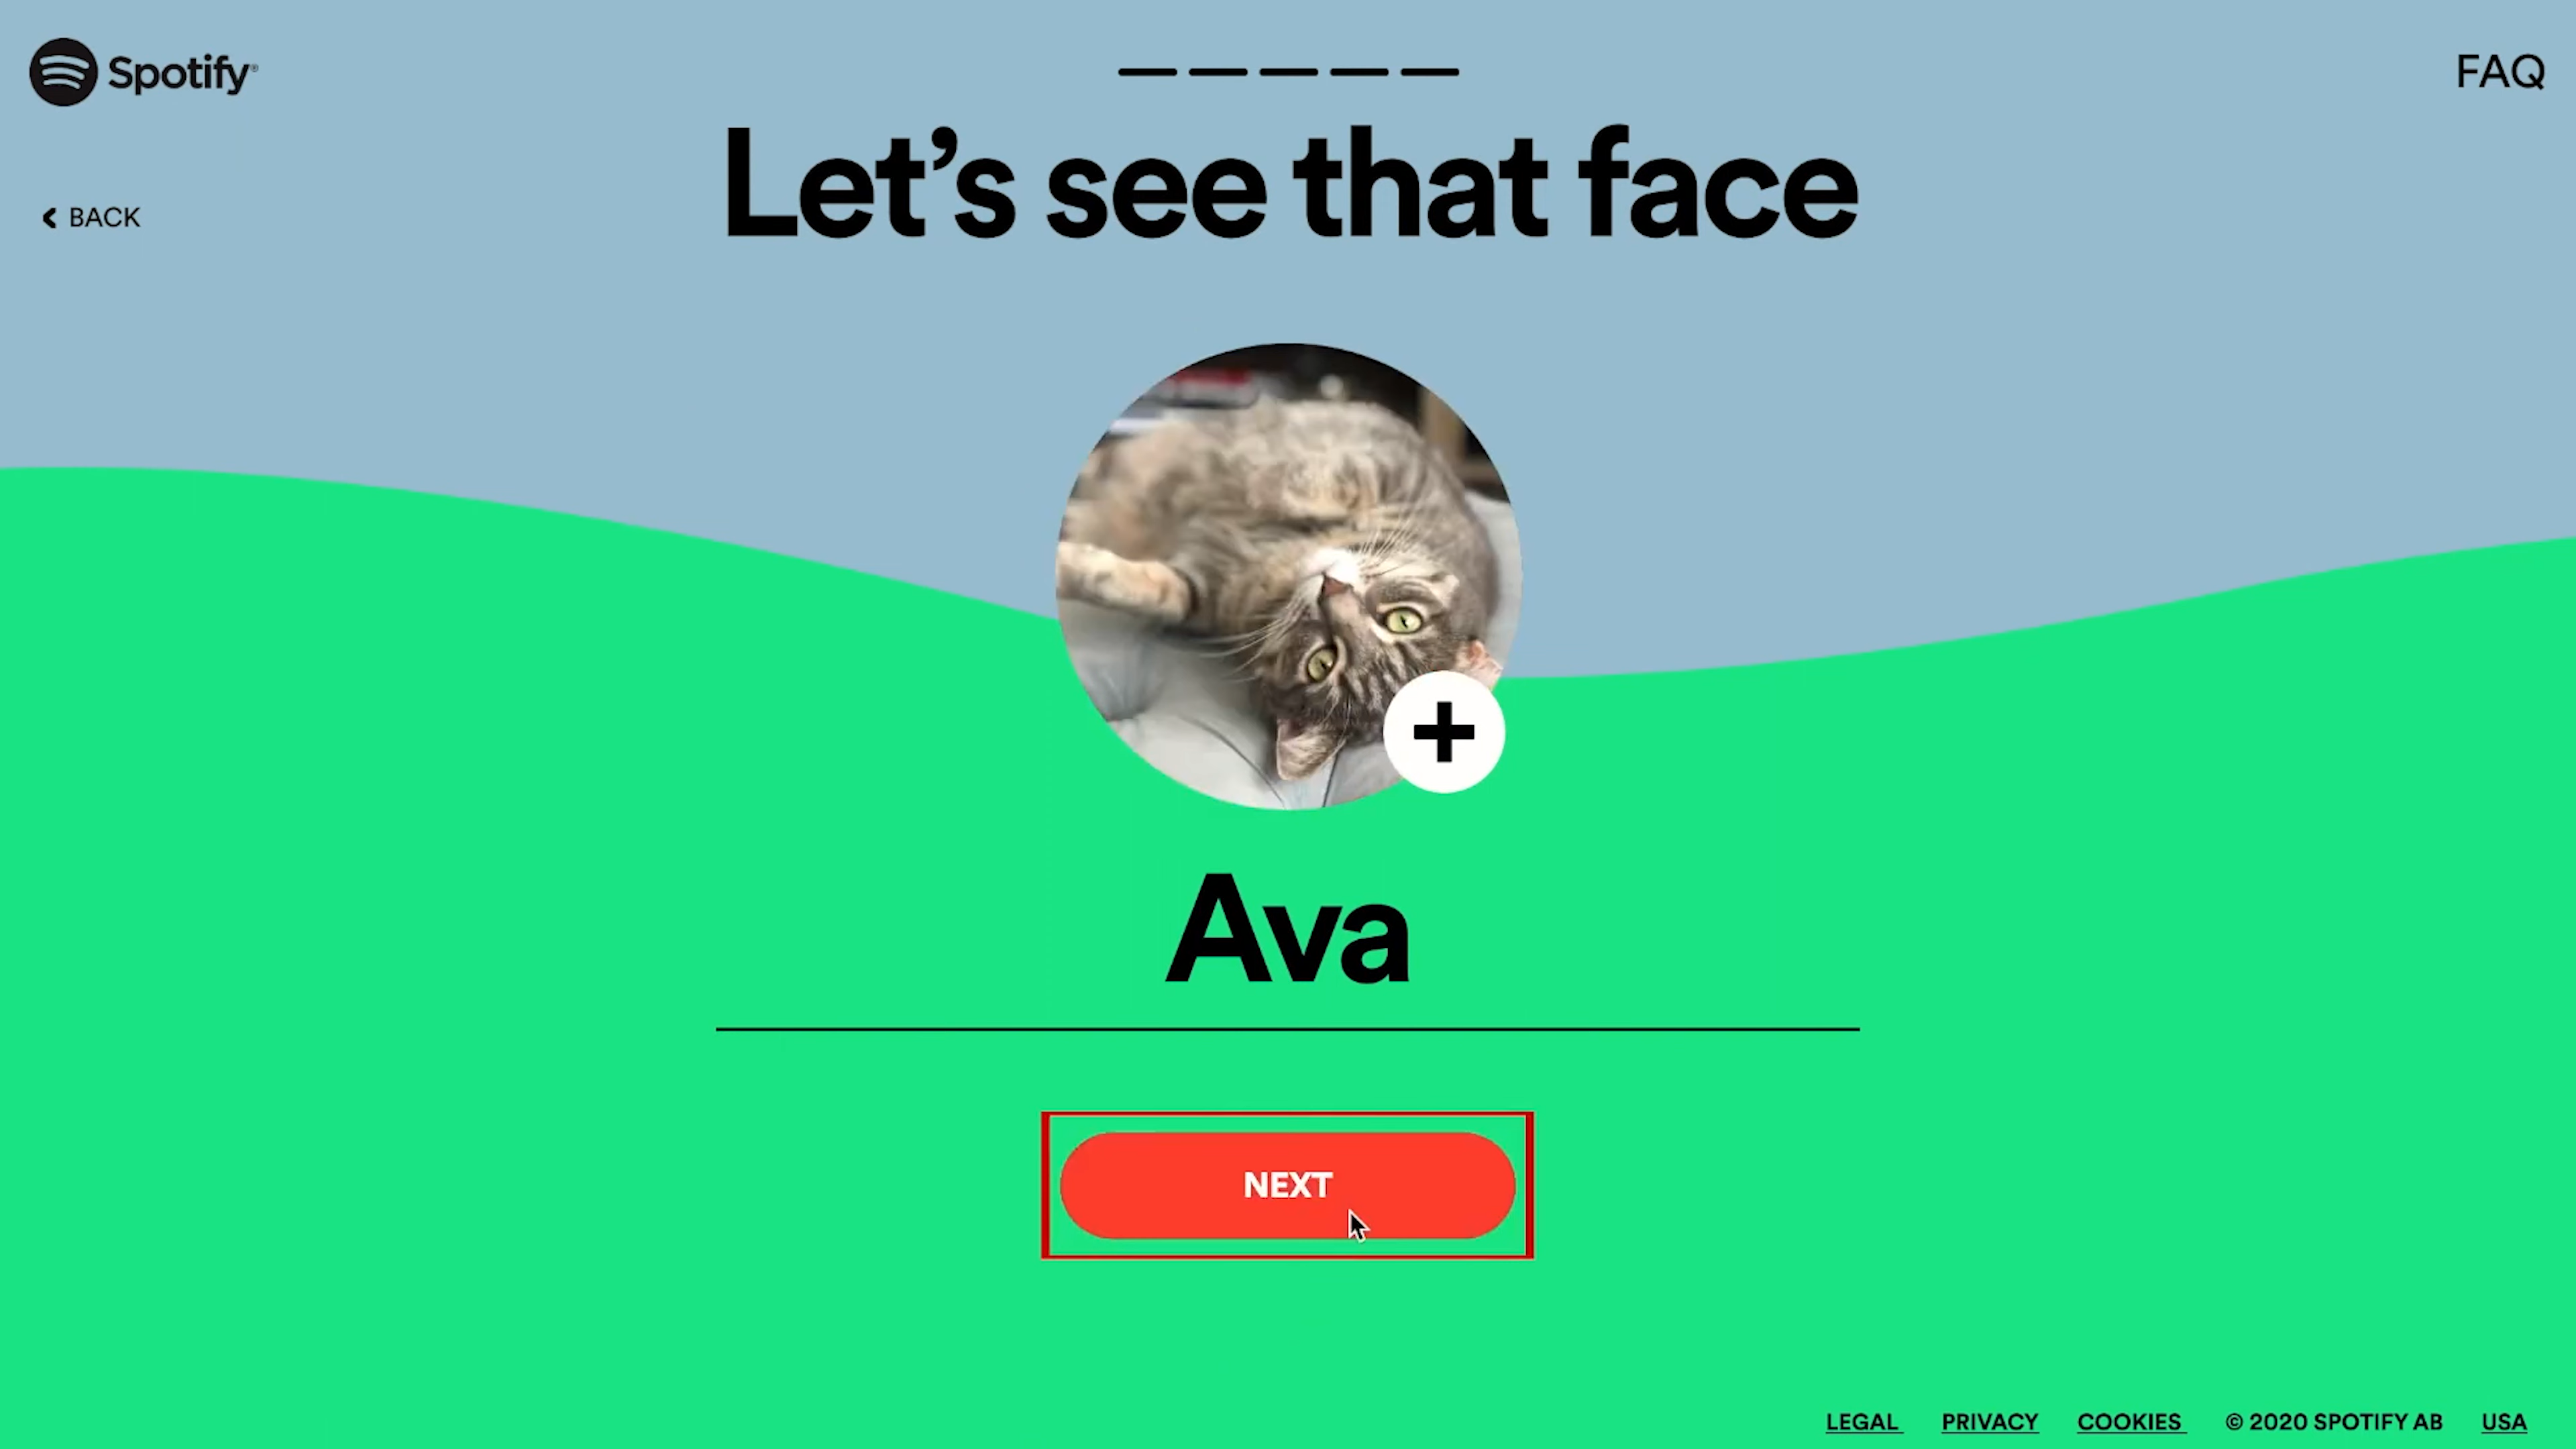 Spotify®
FAQ
Let’s see that face
BACK
Ava
NEXT
LEGAL PRIVACY COOKIES © 2020 SPOTIFY AB USA